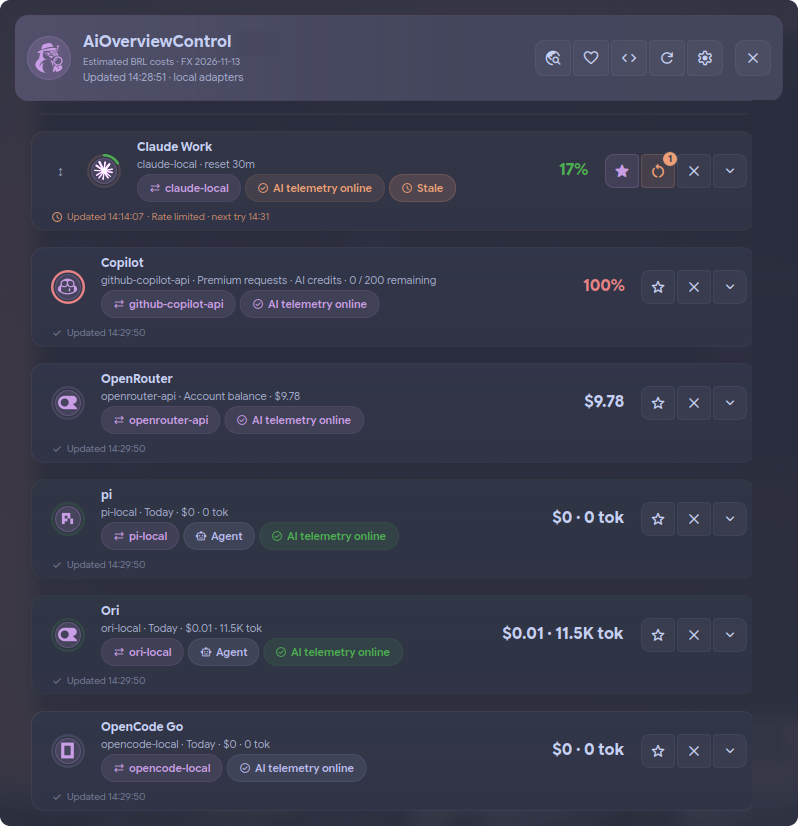 AiOverviewControl
Estimated BRL costs · FX 2026-11-13
Updated 14:28:51 · local adapters
Claude Work
claude-local · reset 30m
claude-local
AI telemetry online
Stale
17%
1
Updated 14:14:07 · Rate limited · next try 14:31
Copilot
github-copilot-api · Premium requests · AI credits · 0 / 200 remaining
github-copilot-api
AI telemetry online
100%
Updated 14:29:50
OpenRouter
openrouter-api · Account balance · $9.78
openrouter-api
AI telemetry online
$9.78
Updated 14:29:50
pi
pi-local · Today · $0 · 0 tok
pi-local
Agent
AI telemetry online
$0 · 0 tok
Updated 14:29:50
Ori
ori-local · Today · $0.01 · 11.5K tok
ori-local
Agent
AI telemetry online
$0.01 · 11.5K tok
Updated 14:29:50
OpenCode Go
opencode-local · Today · $0 · 0 tok
opencode-local
AI telemetry online
$0 · 0 tok
Updated 14:29:50